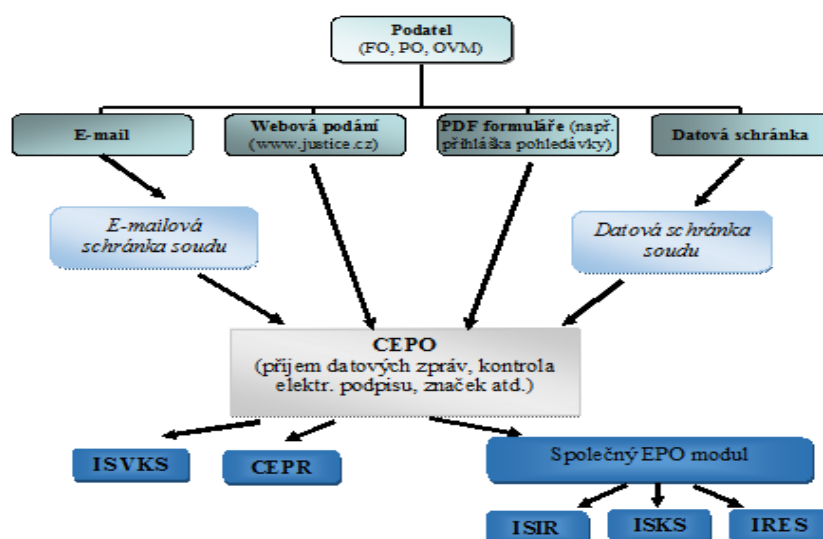 Podatel
(FO, PO, OVM)
E-mail
Webová podání
(www.justice.cz)
PDF formuláře (např.
přihláška pohledávky)
Datová schránka
E-mailová
schránka soudu
Datová schránka
soudu
CEPO
(příjem datových zpráv, kontrola
elektr. podpisu, značek atd.)
ISVKS
CEPR
Společný EPO modul
ISIR
ISKS
IRES